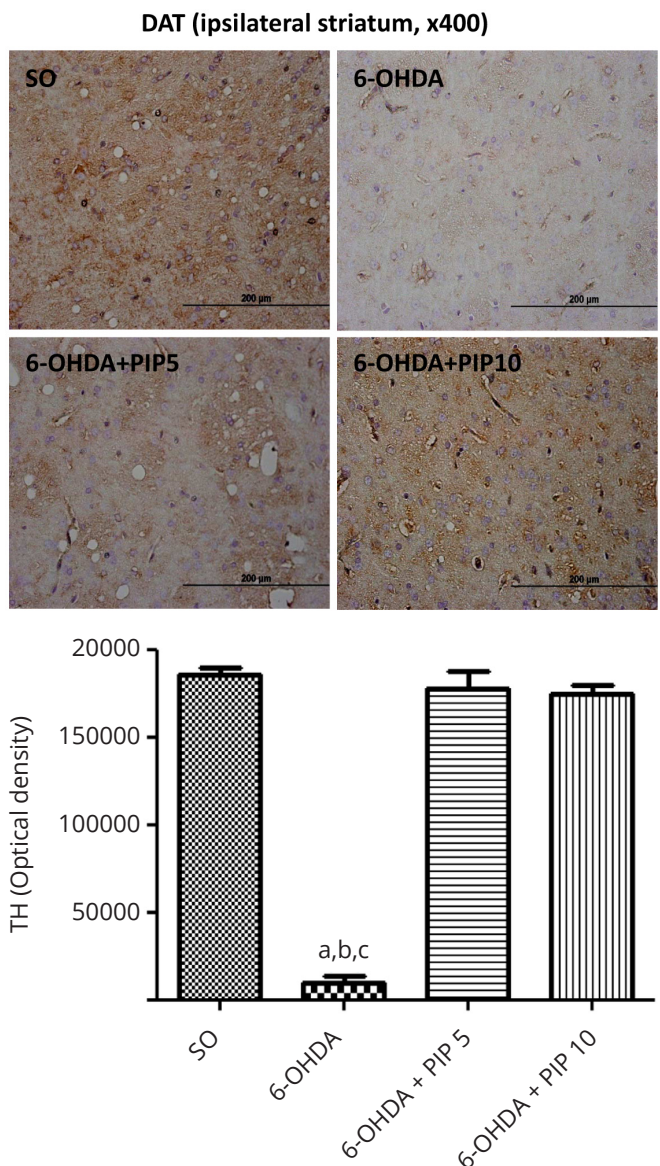 DAT (ipsilateral striatum, x400)
SO
6-OHDA
200 µm
200 µm
6-OHDA+PIP5
6-OHDA+PIP10
200 µm
200 µm
20000
150000
100000
50000
TH (Optical density)
a,b,c
SO
6-OHDA
6-OHDA + PIP 5
6-OHDA + PIP 10